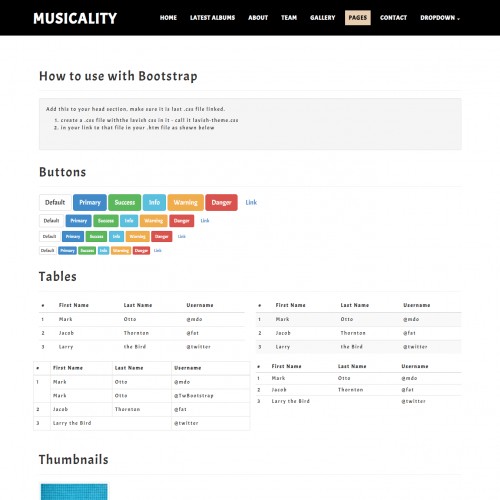 MUSICALITY
HOME LATEST ALBUMS ABOUT TEAM GALLERY PAGES CONTACT DROPDOWN
How to use with Bootstrap
Add this to your head section, make sure it is last .css file linked.
1. create a .css file withthe lavish.css in it - call it lavish-theme.css
2. in your link to that file in your .htm file as shown below
Buttons
Default Primary Success Info Warning Danger Link
Default Primary Success Info Warning Danger Link
Default Primary Success Info Warning Danger Link
Default Primary Success Info Warning Danger Link
Tables
# First Name Last Name Username
1 Mark Otto @mdo
2 Jacob Thornton @fat
3 Larry the Bird @twitter
# First Name Last Name Username
1 Mark Otto @mdo
2 Jacob Thornton @fat
3 Larry the Bird @twitter
# First Name Last Name Username
1 Mark Otto @mdo
Mark Otto @TwBootstrap
2 Jacob Thornton @fat
3 Larry the Bird @twitter
# First Name Last Name Username
1 Mark Otto @mdo
2 Jacob Thornton @fat
3 Larry the Bird @twitter
Thumbnails